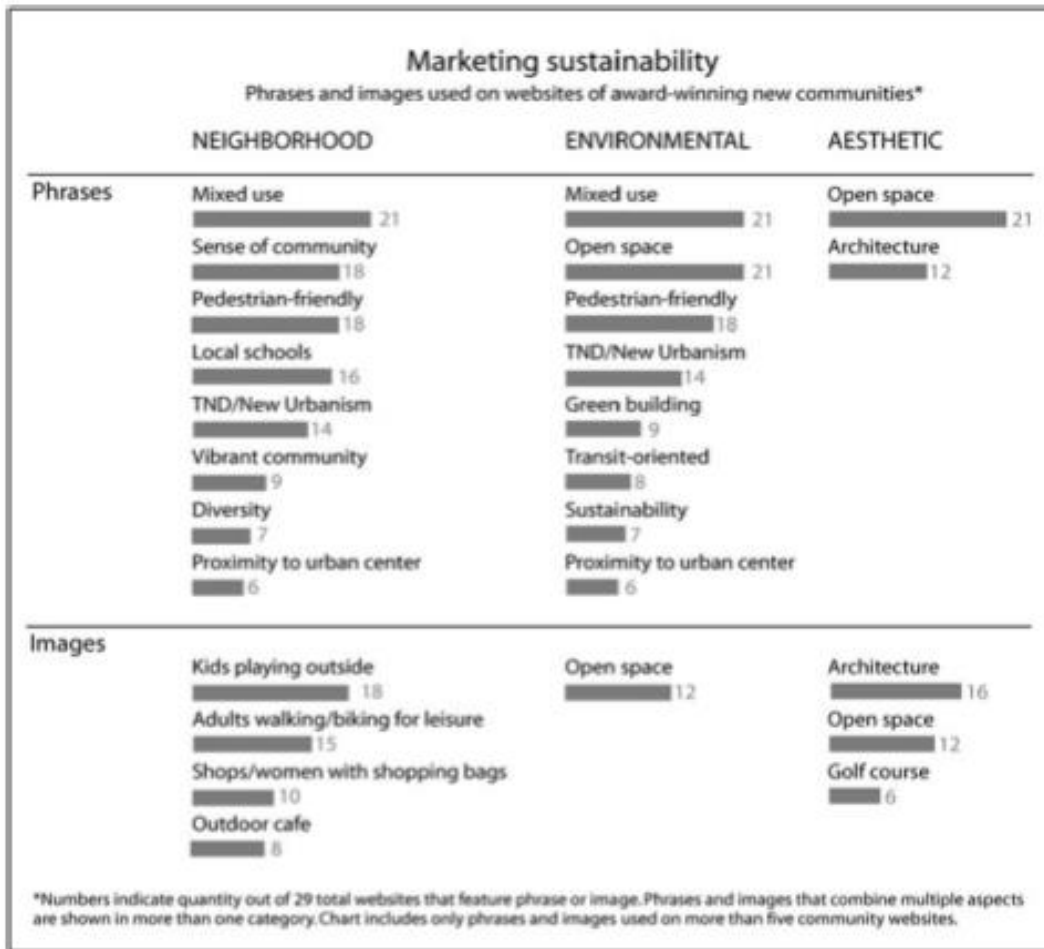 Marketing sustainability
Phrases and images used on websites of award-winning new communities*
NEIGHBORHOOD ENVIRONMENTAL AESTHETIC
Phrases
Mixed use Mixed use Open space
21 21 21
Sense of community Open space Architecture
18 21 12
Pedestrian-friendly Pedestrian-friendly
18 18
Local schools TND/New Urbanism
16 14
TND/New Urbanism Green building
14 9
Vibrant community Transit-oriented
9 8
Diversity Sustainability
7 7
Proximity to urban center Proximity to urban center
6 6
Images
Kids playing outside Open space Architecture
18 12 16
Adults walking/biking for leisure Open space
15 12
Shops/women with shopping bags Golf course
10 6
Outdoor cafe
8
*Numbers indicate quantity out of 29 total websites that feature phrase or image. Phrases and images that combine multiple aspects
are shown in more than one category. Chart includes only phrases and images used on more than five community websites.